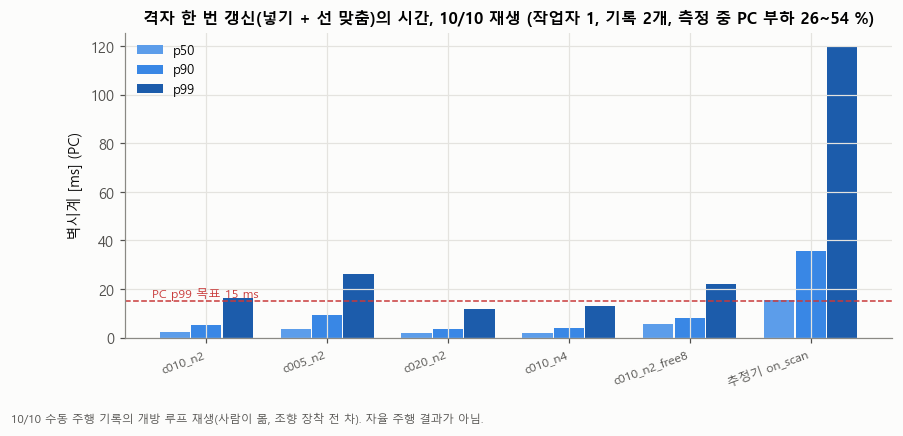 격자 한 번 갱신(넣기 + 선 맞춤)의 시간, 10/10 재생 (작업자 1, 기록 2개, 측정 중 PC 부하 26~54 %)
p50
p90
p99
벽시계 [ms] (PC)
120
100
80
60
40
20
0
PC p99 목표 15 ms
c010_n2
c005_n2
c020_n2
c010_n4
c010_n2_free8
추정기 on_scan
10/10 수동 주행 기록의 개방 루프 재생(사람이 몲, 조향 장착 전 차). 자율 주행 결과가 아님.